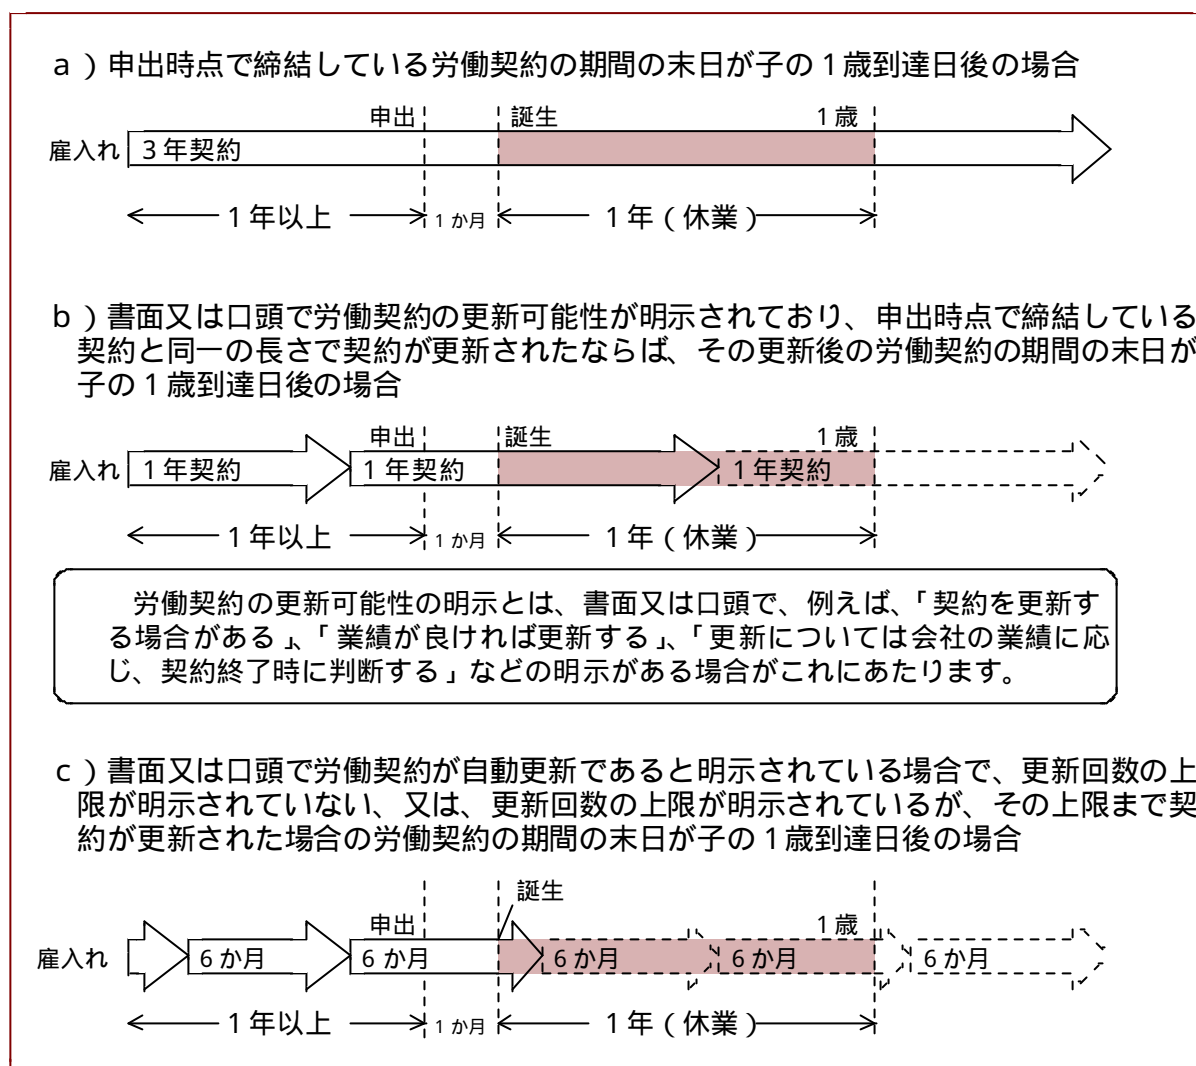 a)申出時点で締結している労働契約の期間の末日が子の1歳到達日後の場合
申出 誕生 1歳
雇入れ 3年契約
1年以上 1か月 1年(休業)
b)書面又は口頭で労働契約の更新可能性が明示されており、申出時点で締結している
契約と同一の長さで契約が更新されたならば、その更新後の労働契約の期間の末日が
子の1歳到達日後の場合
申出 誕生 1歳
雇入れ 1年契約 1年契約 1年契約
1年以上 1か月 1年(休業)
労働契約の更新可能性の明示とは、書面又は口頭で、例えば、「契約を更新す
る場合がある」、「業績が良ければ更新する」、「更新については会社の業績に応
じ、契約終了時に判断する」などの明示がある場合がこれにあたります。
c)書面又は口頭で労働契約が自動更新であると明示されている場合で、更新回数の上
限が明示されていない、又は、更新回数の上限が明示されているが、その上限まで契
約が更新された場合の労働契約の期間の末日が子の1歳到達日後の場合
誕生
申出 1歳
雇入れ 6か月 6か月 6か月 6か月 6か月
1年以上 1か月 1年(休業)